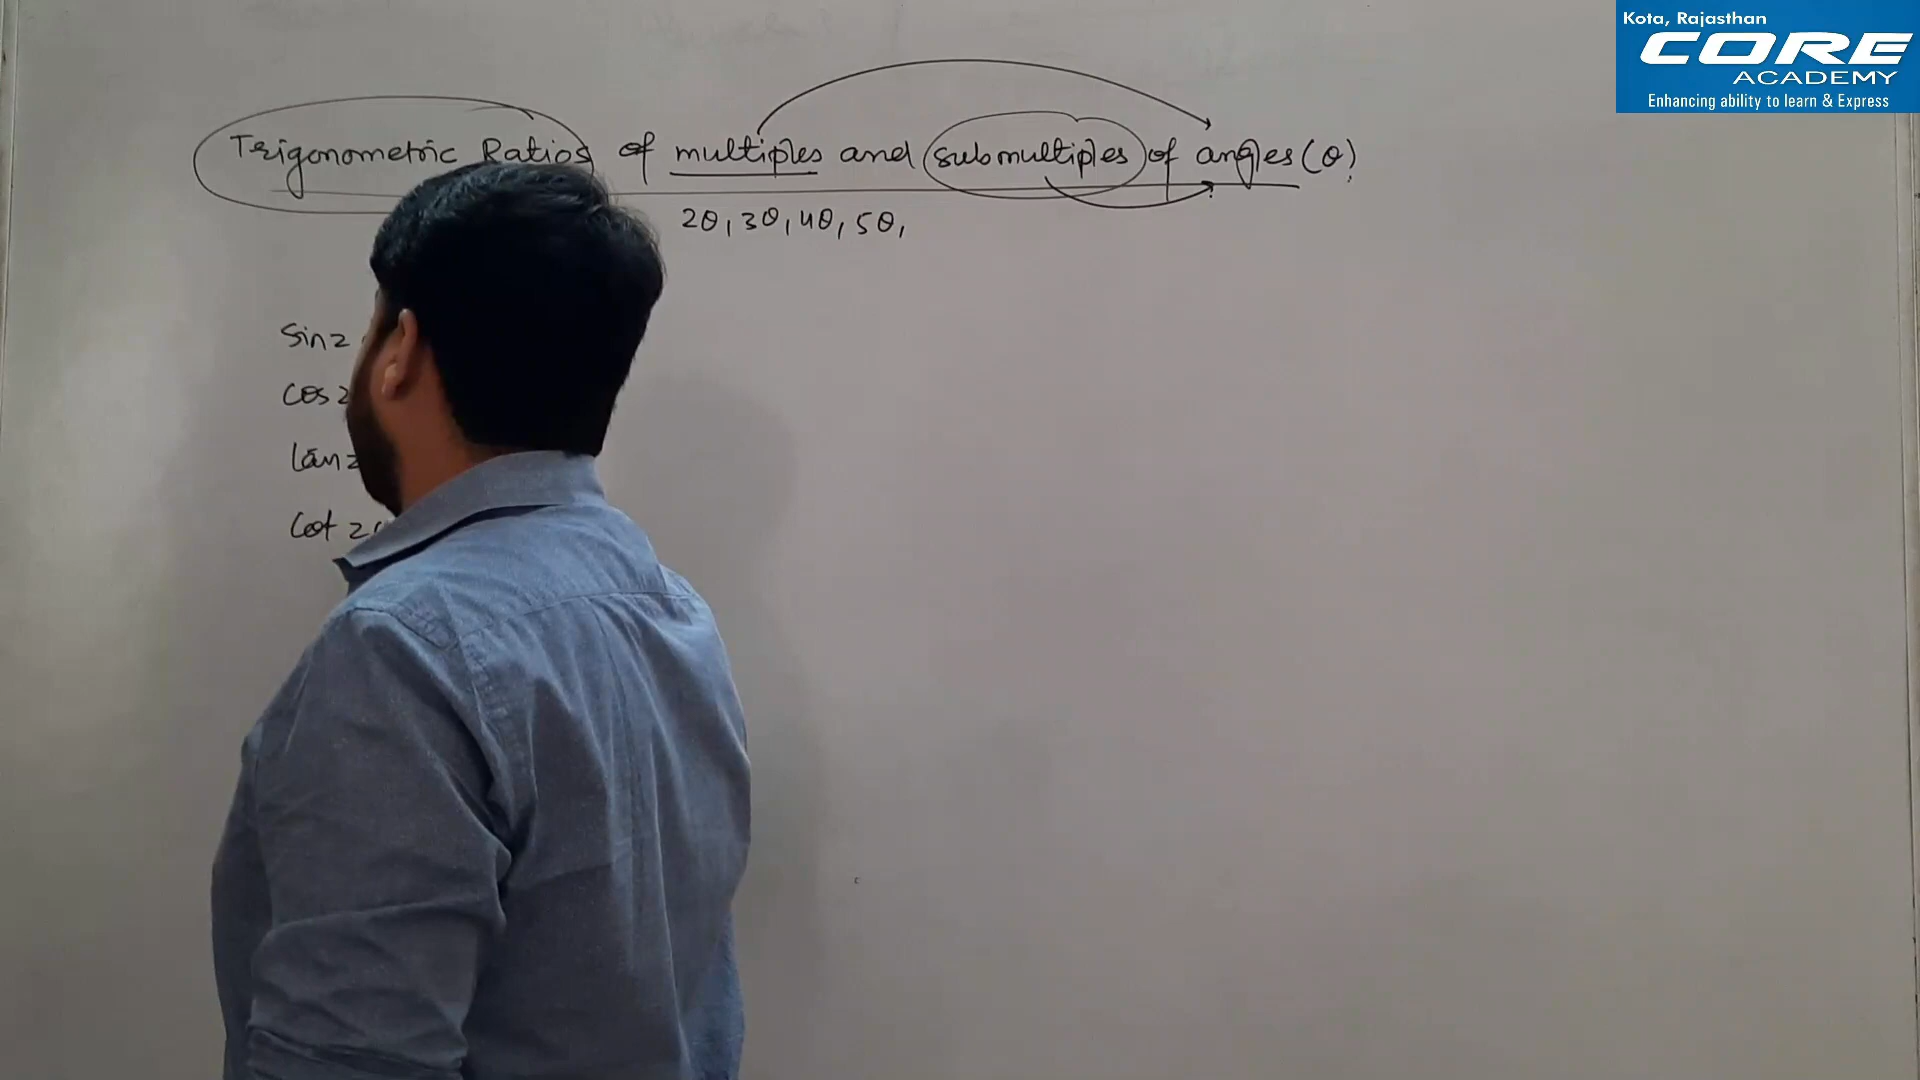 Kota, Rajasthan
CORE
ACADEMY
Enhancing ability to learn & Express
Trigonometric Ratios of multiples and submultiples of angles (θ)
2θ, 3θ, 4θ, 5θ,
sin2
cos2
tan2
cot 2